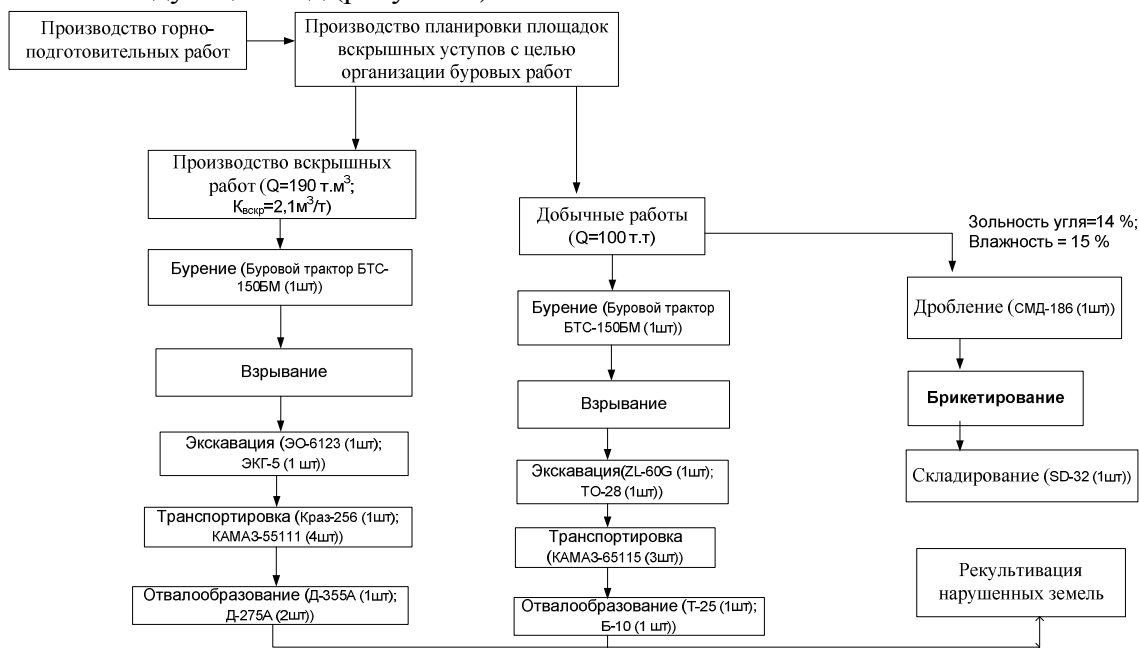 Производство горно-
подготовительных работ
Производство планировки площадок
вскрышных уступов с целью
организации буровых работ
Производство вскрышных
работ (Q=190 т.м³;
Kвскр=2,1м³/т)
Бурение (Буровой трактор БТС-
150БМ (1шт))
Взрывание
Экскавация (ЭО-6123 (1шт);
ЭКГ-5 (1 шт))
Транспортировка (Краз-256 (1шт);
КАМАЗ-55111 (4шт))
Отвалообразование (Д-355А (1шт);
Д-275А (2шт))
Добычные работы
(Q=100 т.т)
Бурение (Буровой трактор
БТС-150БМ (1шт))
Взрывание
Экскавация(ZL-60G (1шт);
ТО-28 (1шт))
Транспортировка
(КАМАЗ-65115 (3шт))
Отвалообразование (Т-25 (1шт);
Б-10 (1 шт))
Зольность угля=14 %;
Влажность = 15 %
Дробление (СМД-186 (1шт))
Брикетирование
Складирование (SD-32 (1шт))
Рекультивация
нарушенных земель